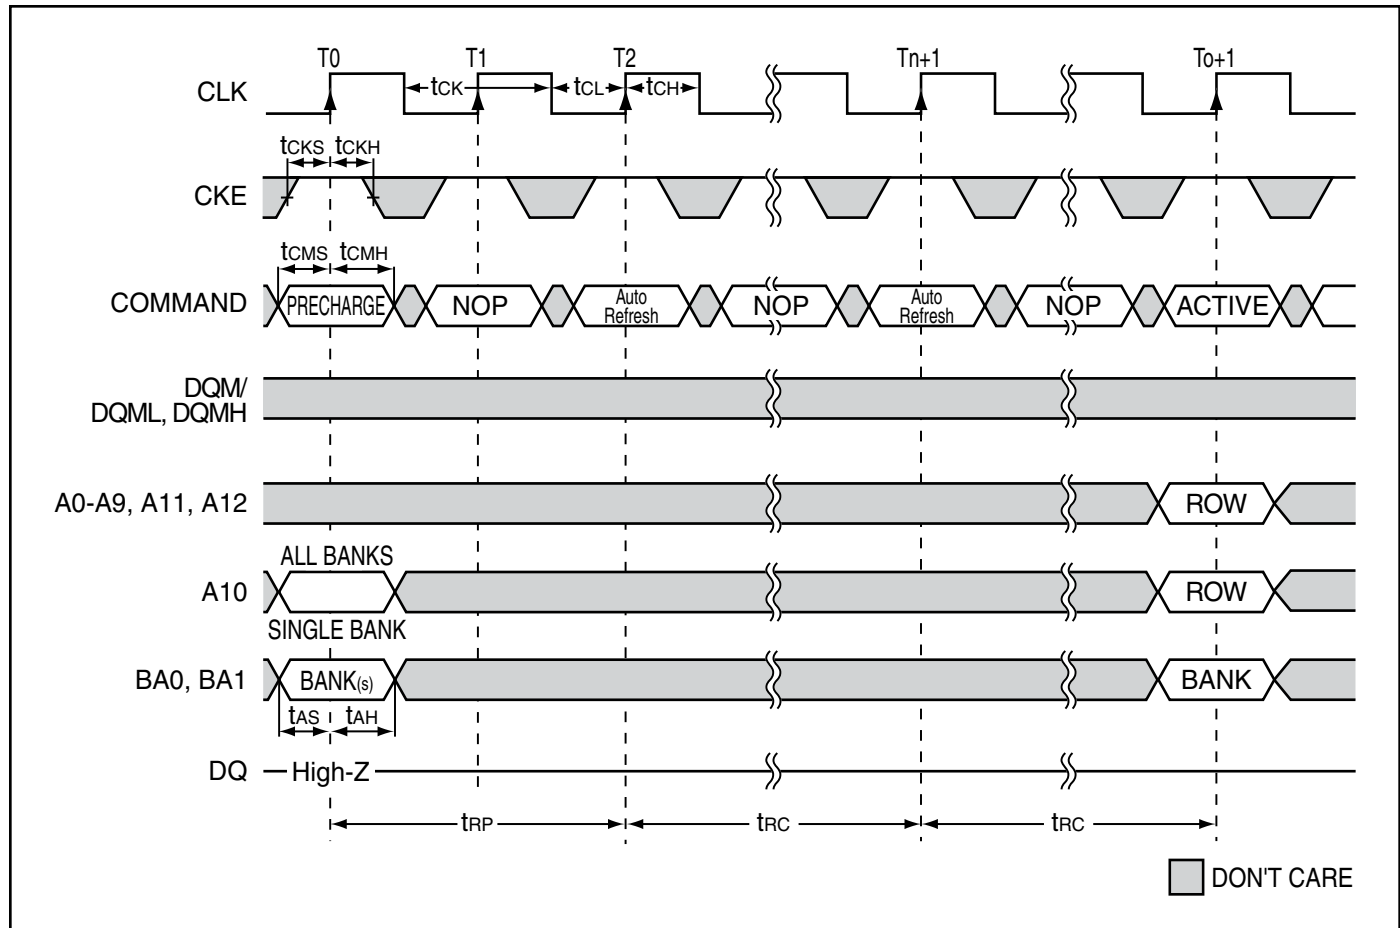 T0 T1 T2 Tn+1 To+1
CLK tCK tCL tCH
tCKS tCKH
CKE
tCMS tCMH
COMMAND PRECHARGE NOP Auto Refresh NOP Auto Refresh NOP ACTIVE
DQM/
DQML, DQMH
A0-A9, A11, A12 ROW
ALL BANKS
A10 ROW
SINGLE BANK
BA0, BA1 BANK(s) BANK
tAS tAH
DQ High-Z
tRP tRC tRC
DON'T CARE